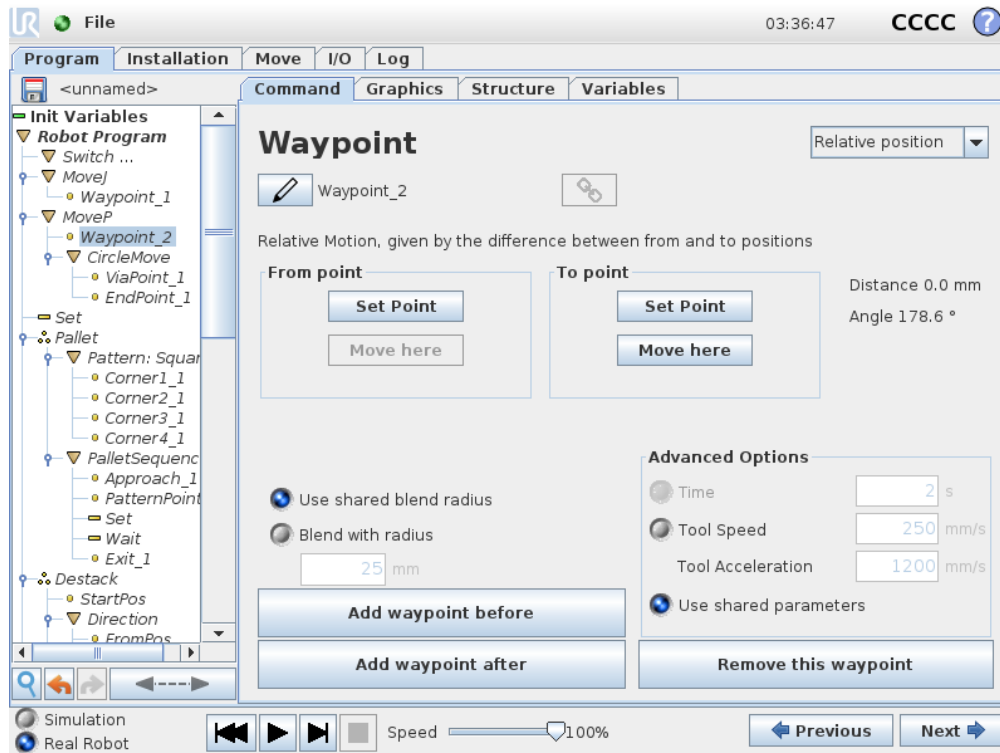 UR File 03:36:47 CCCC ?
Program Installation Move I/O Log
<unnamed>
Command Graphics Structure Variables
Init Variables
Robot Program
Switch ...
MoveJ
Waypoint_1
MoveP
Waypoint_2
CircleMove
ViaPoint_1
EndPoint_1
Set
Pallet
Pattern: Squar
Corner1_1
Corner2_1
Corner3_1
Corner4_1
PalletSequenc
Approach_1
PatternPoint
Set
Wait
Exit_1
Destack
StartPos
Direction
FromPos
Waypoint
Relative position
Waypoint_2
Relative Motion, given by the difference between from and to positions
From point
Set Point
Move here
To point
Set Point
Move here
Distance 0.0 mm
Angle 178.6 °
Use shared blend radius
Blend with radius
25 mm
Advanced Options
Time 2 s
Tool Speed 250 mm/s
Tool Acceleration 1200 mm/s
Use shared parameters
Add waypoint before
Add waypoint after
Remove this waypoint
Simulation
Real Robot
Speed 100%
Previous Next